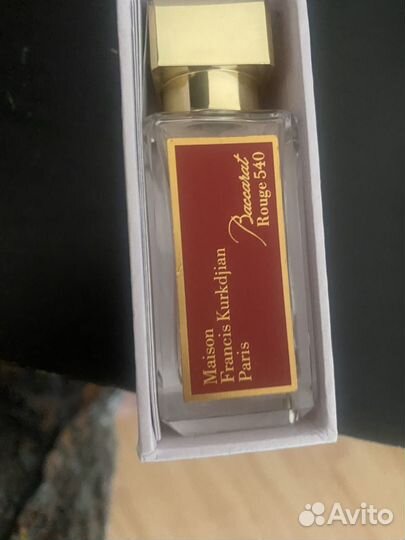 Maison
Francis Kurkdjian
Paris
Baccarat
Rouge 540
Avito